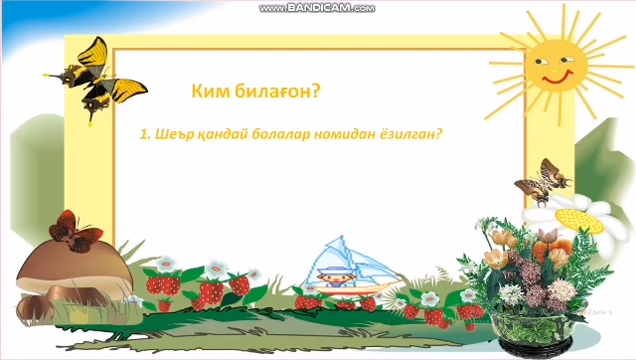 www.BANDICAM.com
Ким билағон?
1. Шеър қандай болалар номидан ёзилган?